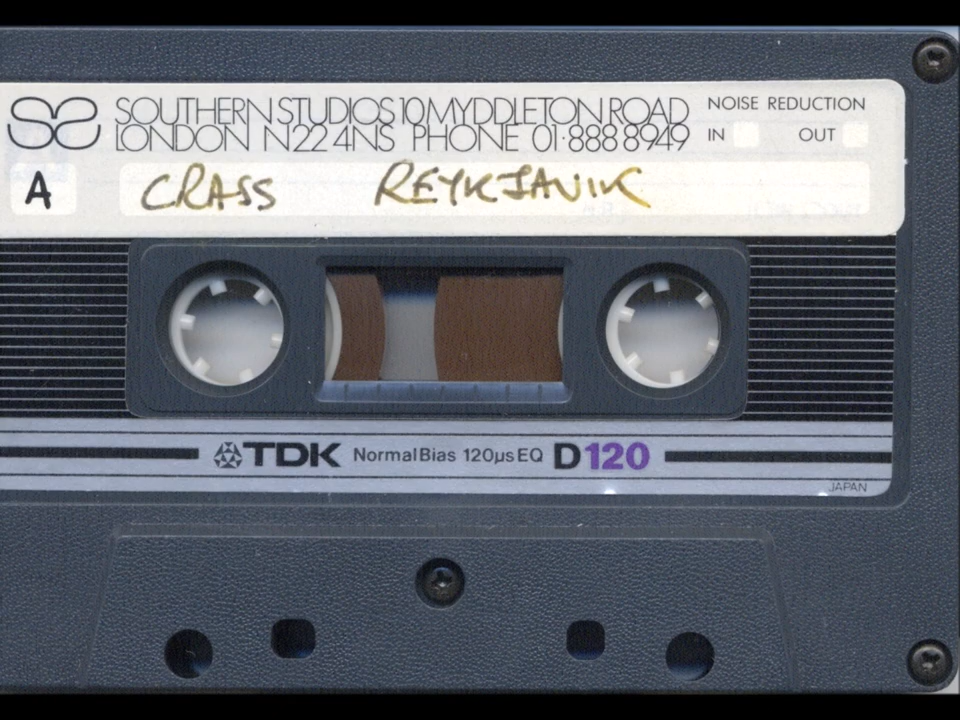 SOUTHERN STUDIOS 10 MYDDLETON ROAD
LONDON N22 4NS PHONE 01·888 8949
NOISE REDUCTION
IN OUT
A CRASS REYKJAVIK
TDK Normal Bias 120µs EQ D120
JAPAN